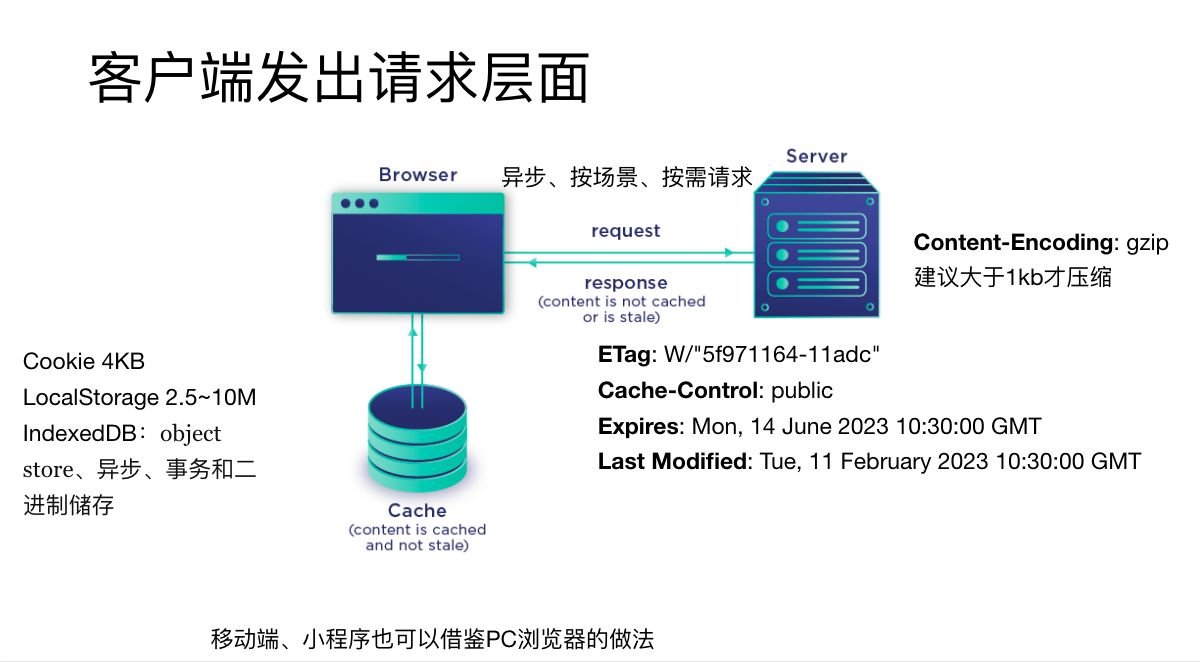 客户端发出请求层面
Server
Browser
异步、按场景、按需请求
request
Content-Encoding: gzip
建议大于1kb才压缩
response
(content is not cached
or is stale)
ETag: W/"5f971164-11adc"
Cache-Control: public
Expires: Mon, 14 June 2023 10:30:00 GMT
Last Modified: Tue, 11 February 2023 10:30:00 GMT
Cookie 4KB
LocalStorage 2.5~10M
IndexedDB：object
store、异步、事务和二
进制储存
Cache
(content is cached
and not stale)
移动端、小程序也可以借鉴PC浏览器的做法